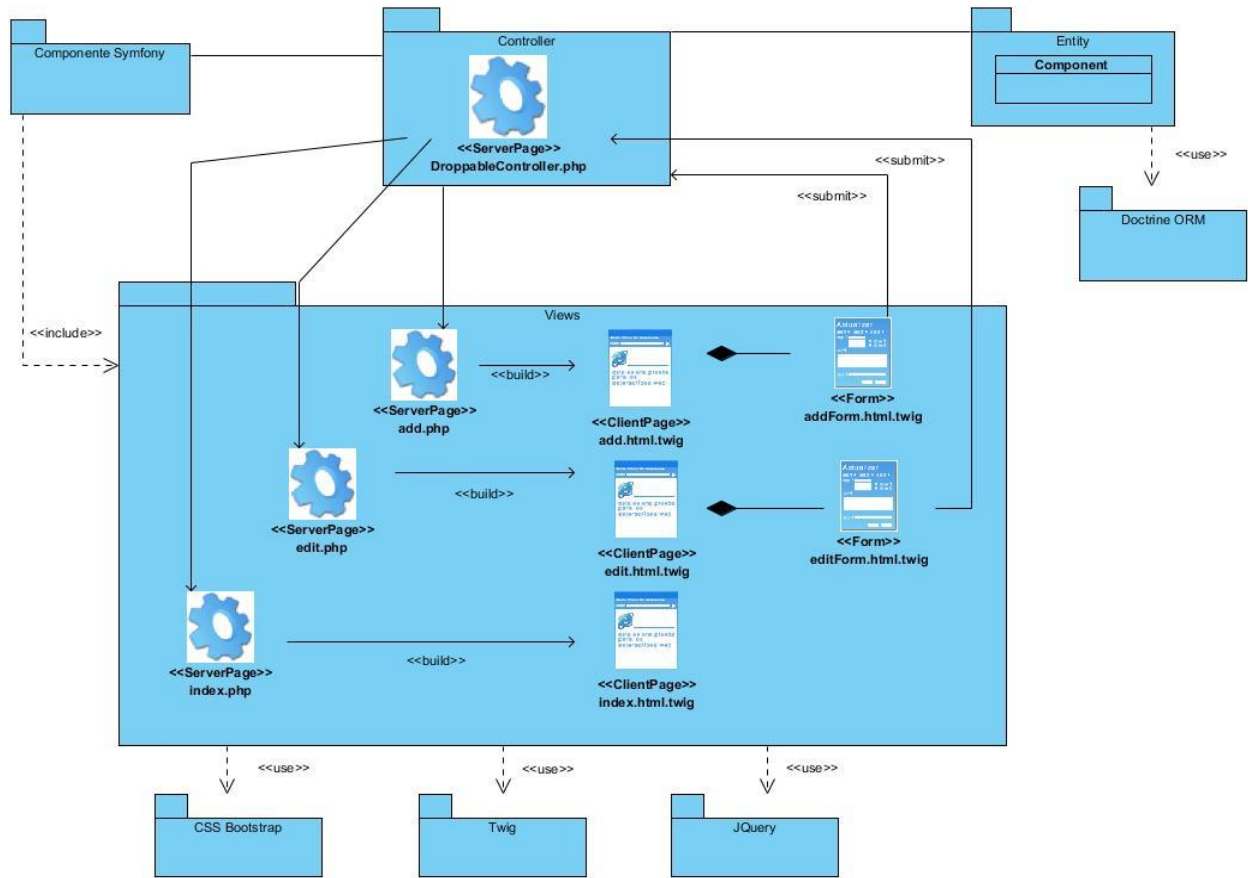 Componente Symfony
Controller
Entity
Component
<<ServerPage>>
DroppableController.php
<<submit>>
<<submit>>
<<use>>
Doctrine ORM
<<include>>
Views
<<build>>
<<ServerPage>>
add.php
<<ClientPage>>
add.html.twig
<<Form>>
addForm.html.twig
<<build>>
<<ServerPage>>
edit.php
<<ClientPage>>
edit.html.twig
<<Form>>
editForm.html.twig
<<build>>
<<ServerPage>>
index.php
<<ClientPage>>
index.html.twig
<<use>>
<<use>>
<<use>>
CSS Bootstrap
Twig
JQuery